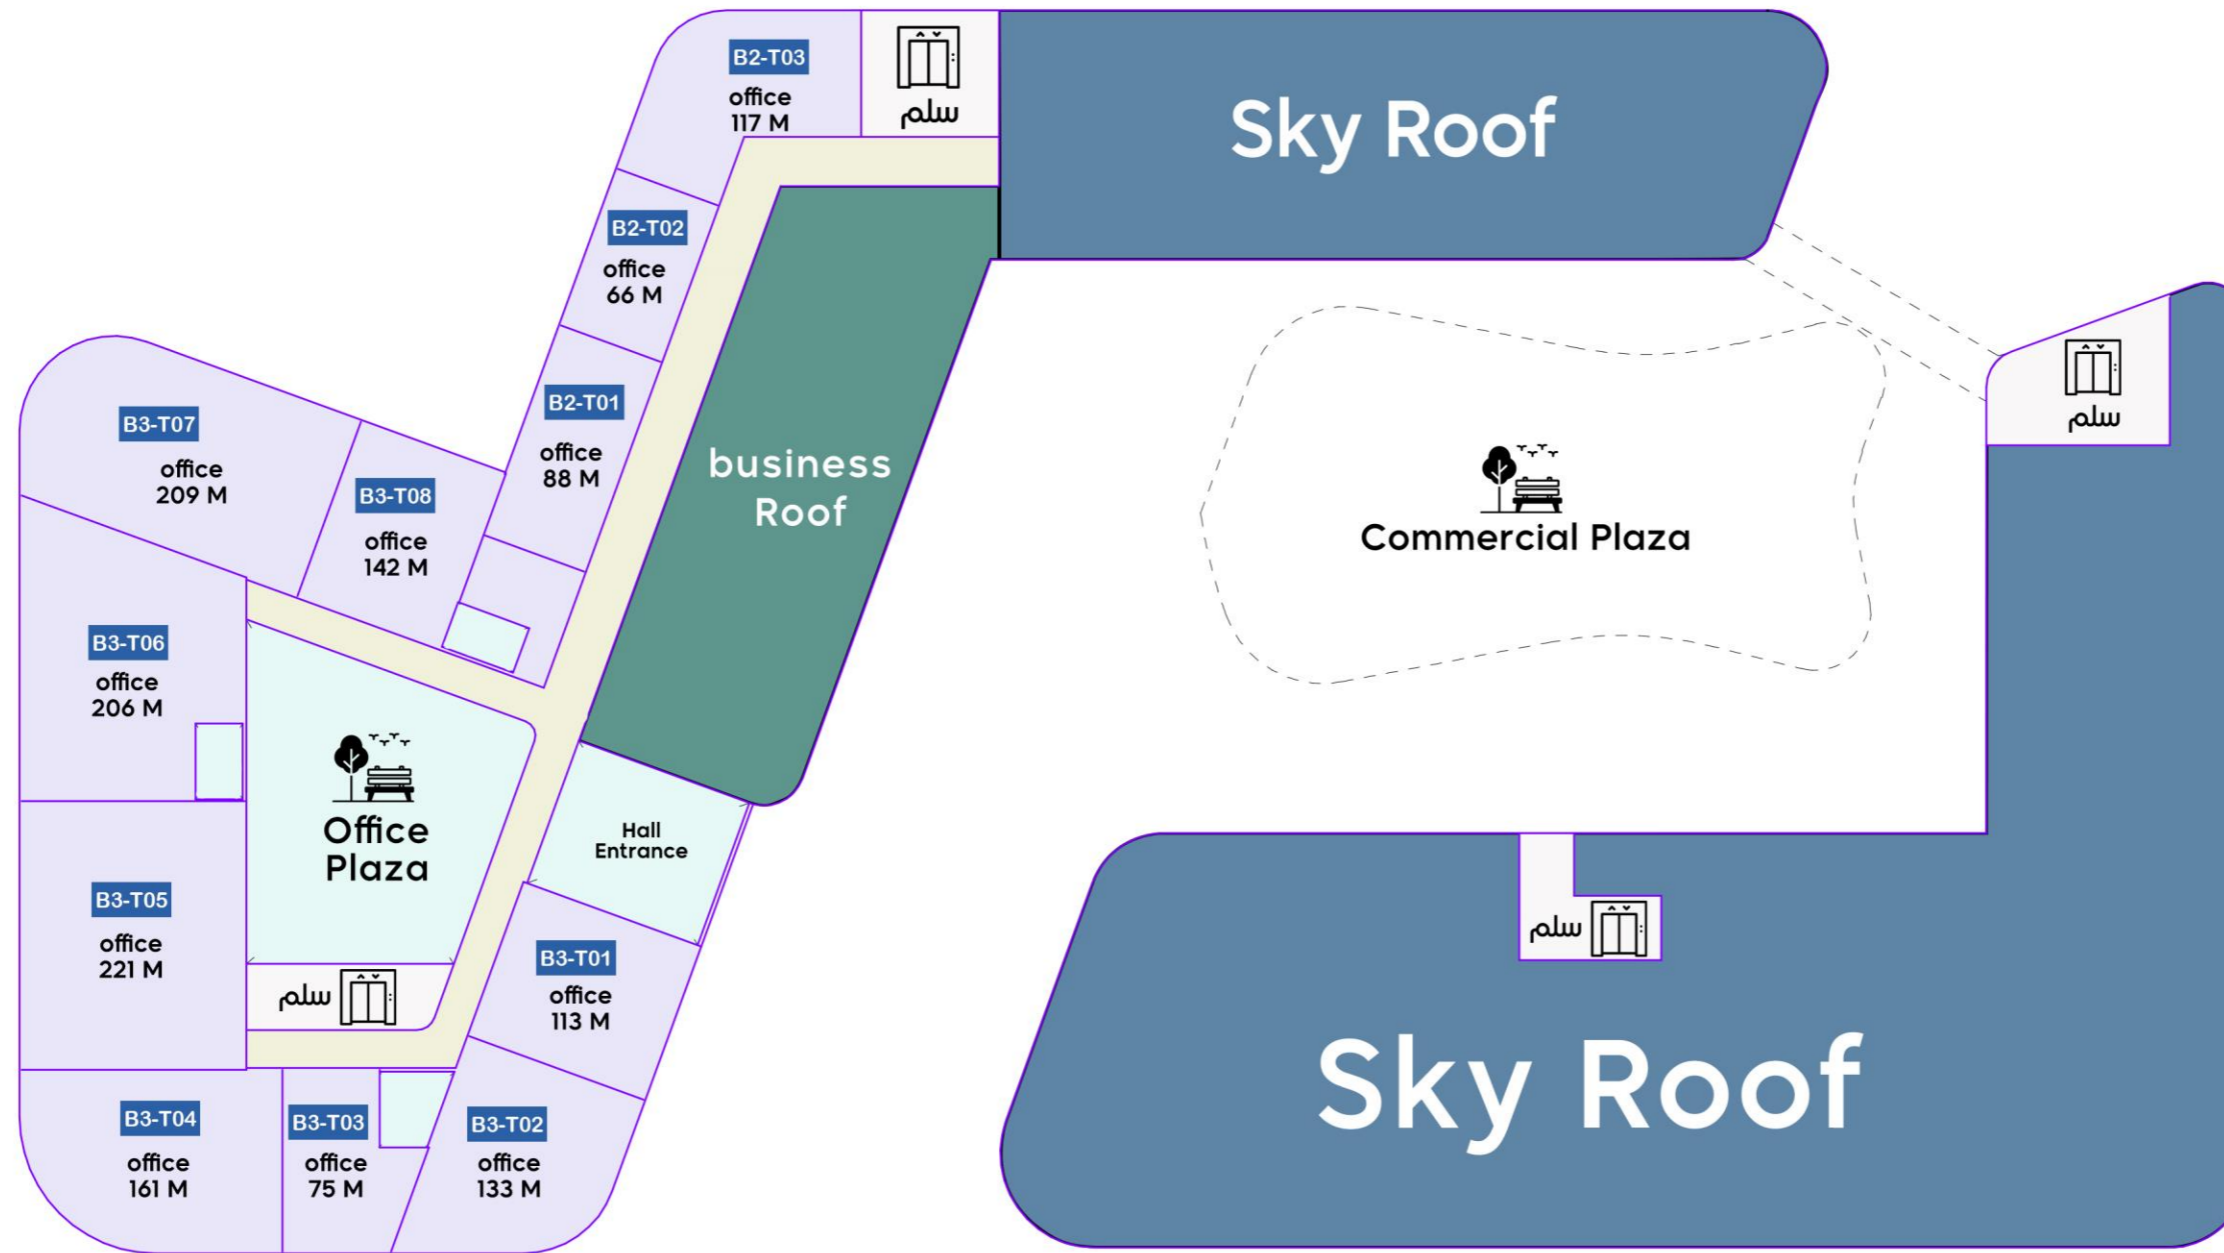 B2-T03
office
117 M
سلم
Sky Roof
B2-T02
office
66 M
B2-T01
office
88 M
business
Roof
سلم
Commercial Plaza
B3-T07
office
209 M
B3-T08
office
142 M
B3-T06
office
206 M
Office
Plaza
Hall
Entrance
B3-T05
office
221 M
سلم
B3-T01
office
113 M
سلم
Sky Roof
B3-T04
office
161 M
B3-T03
office
75 M
B3-T02
office
133 M